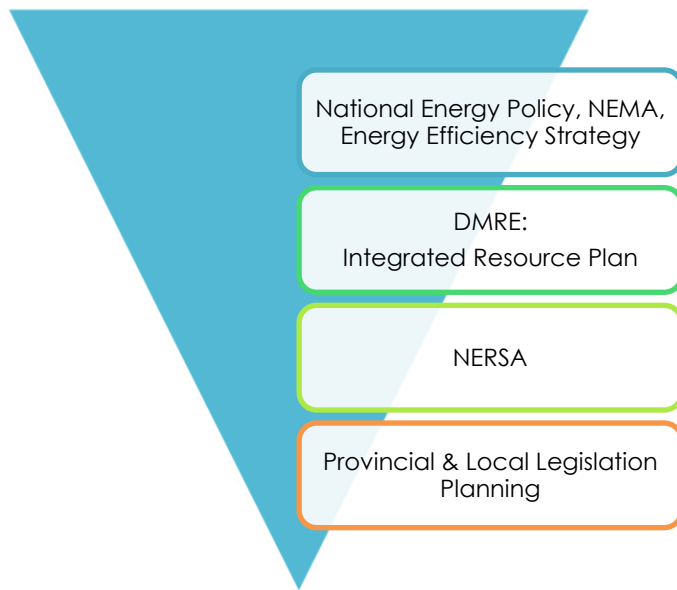 National Energy Policy, NEMA,
Energy Efficiency Strategy
DMRE:
Integrated Resource Plan
NERSA
Provincial & Local Legislation
Planning